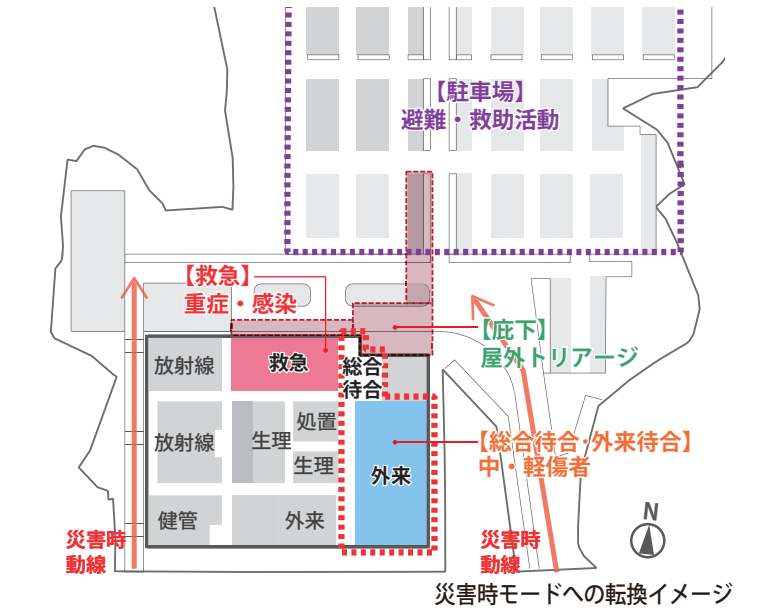 【駐車場】
避難・救助活動
【救急】
重症・感染
【庇下】
屋外トリアージ
放射線
救急
総合
待合
放射線
生理
処置
生理
【総合待合・外来待合】
中・軽傷者
外来
健管
外来
災害時
動線
災害時
動線
N
災害時モードへの転換イメージ